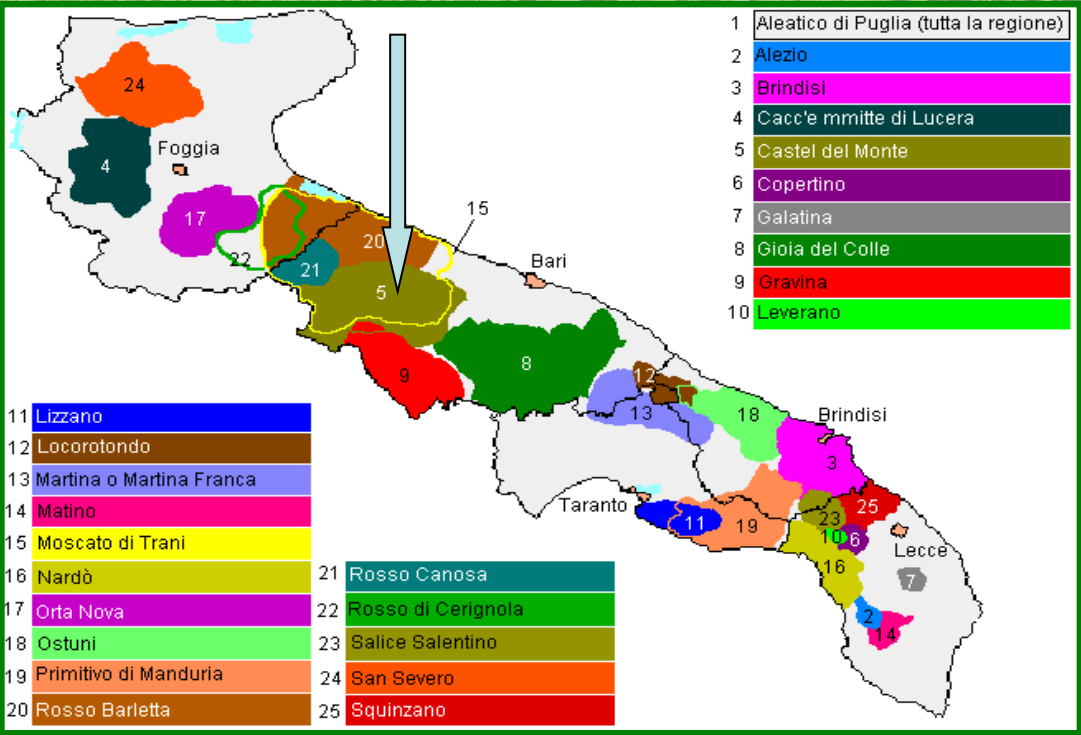 1 Aleatico di Puglia (tutta la regione)
2 Alezio
3 Brindisi
4 Cacc'e mmitte di Lucera
5 Castel del Monte
6 Copertino
7 Galatina
8 Gioia del Colle
9 Gravina
10 Leverano
24
4
Foggia
17
22
15
20
21
5
Bari
9
8
12
13
18
Brindisi
3
Taranto
11
19
23
25
10
6
Lecce
16
7
2
14
11 Lizzano
12 Locorotondo
13 Martina o Martina Franca
14 Matino
15 Moscato di Trani
16 Nardò
17 Orta Nova
18 Ostuni
19 Primitivo di Manduria
20 Rosso Barletta
21 Rosso Canosa
22 Rosso di Cerignola
23 Salice Salentino
24 San Severo
25 Squinzano